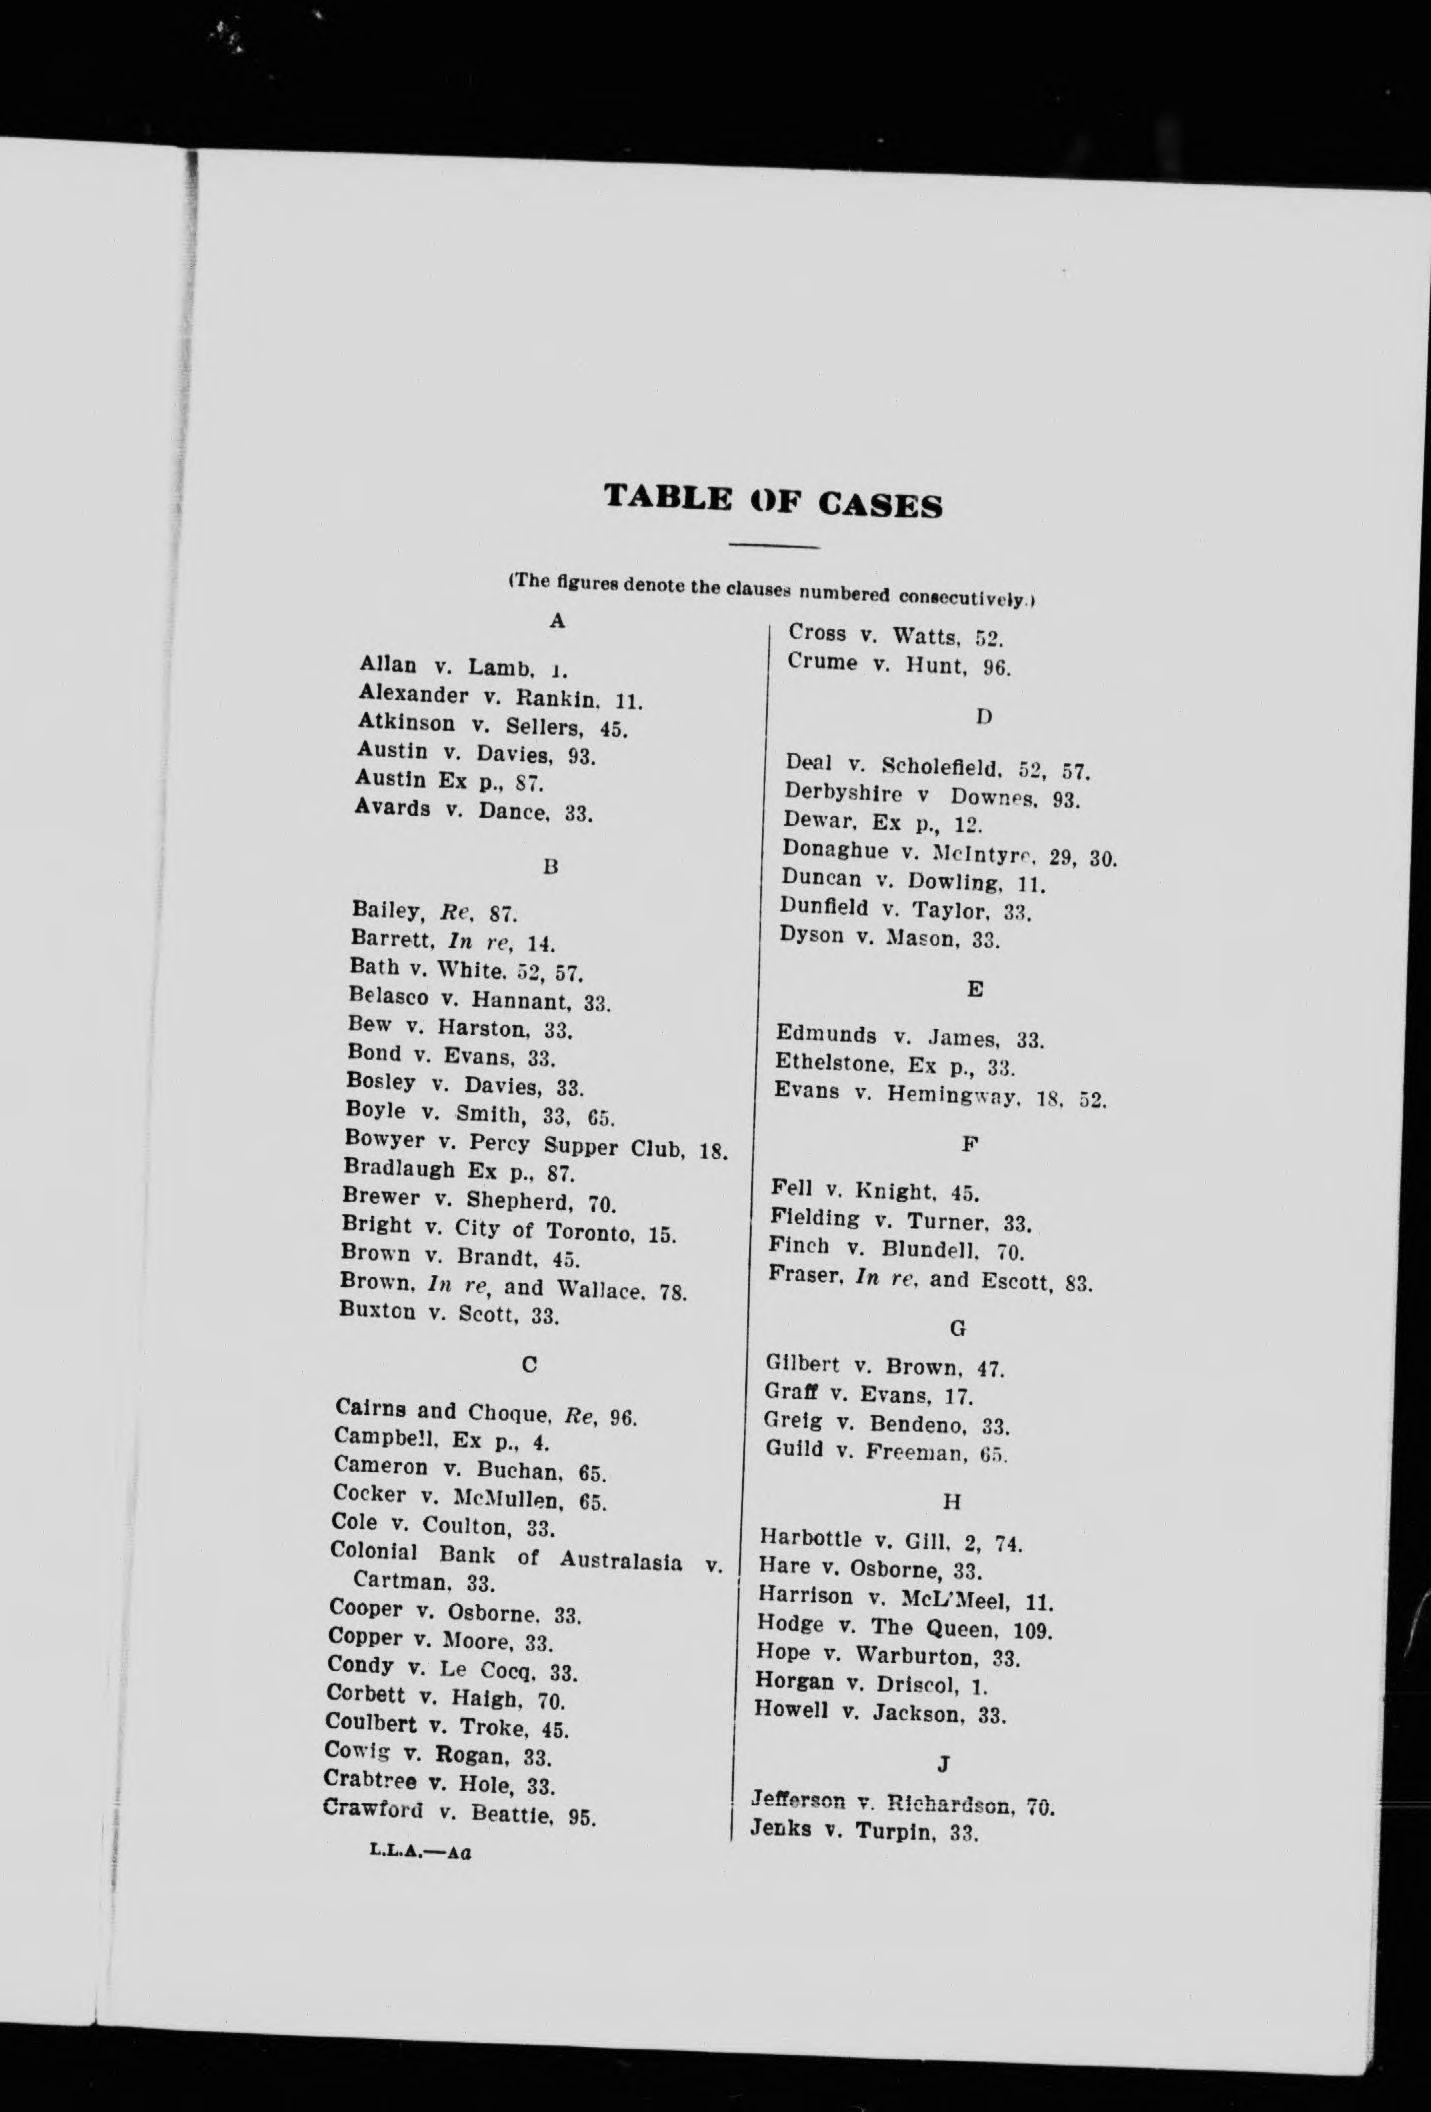 TABLE OF CASES
(The figures denote the clauses numbered consecutively.)
A
Allan v. Lamb, 1.
Alexander v. Rankin, 11.
Atkinson v. Sellers, 45.
Austin v. Davies, 93.
Austin Ex p., 87.
Avards v. Dance, 33.
B
Bailey, Re, 87.
Barrett, In re, 14.
Bath v. White. 52, 57.
Belasco v. Hannant, 33.
Bew v. Harston, 33.
Bond v. Evans, 33.
Bosley v. Davies, 33.
Boyle v. Smith, 33, 65.
Bowyer v. Percy Supper Club, 18.
Bradlaugh Ex p., 87.
Brewer v. Shepherd, 70.
Bright v. City of Toronto, 15.
Brown v. Brandt, 45.
Brown, In re, and Wallace, 78.
Buxton v. Scott, 33.
C
Cairns and Choque, Re, 96.
Campbell, Ex p., 4.
Cameron v. Buchan, 65.
Cocker v. McMullen, 65.
Cole v. Coulton, 33.
Colonial Bank of Australasia v.
Cartman, 33.
Cooper v. Osborne, 33.
Copper v. Moore, 33.
Condy v. Le Cocq, 33.
Corbett v. Haigh, 70.
Coulbert v. Troke, 45.
Cowig v. Rogan, 33.
Crabtree v. Hole, 33.
Crawford v. Beattie, 95.
L.L.A.—Aa
Cross v. Watts, 52.
Crume v. Hunt, 96.
D
Deal v. Scholefield, 52, 57.
Derbyshire v Downes, 93.
Dewar, Ex p., 12.
Donaghue v. McIntyre, 29, 30.
Duncan v. Dowling, 11.
Dunfield v. Taylor, 33.
Dyson v. Mason, 33.
E
Edmunds v. James, 33.
Ethelstone, Ex p., 33.
Evans v. Hemingway, 18, 52.
F
Fell v. Knight, 45.
Fielding v. Turner, 33.
Finch v. Blundell, 70.
Fraser, In re, and Escott, 83.
G
Gilbert v. Brown, 47.
Graff v. Evans, 17.
Greig v. Bendeno, 33.
Guild v. Freeman, 65.
H
Harbottle v. Gill, 2, 74.
Hare v. Osborne, 33.
Harrison v. McL'Meel, 11.
Hodge v. The Queen, 109.
Hope v. Warburton, 33.
Horgan v. Driscol, 1.
Howell v. Jackson, 33.
J
Jefferson v. Richardson, 70.
Jenks v. Turpin, 33.